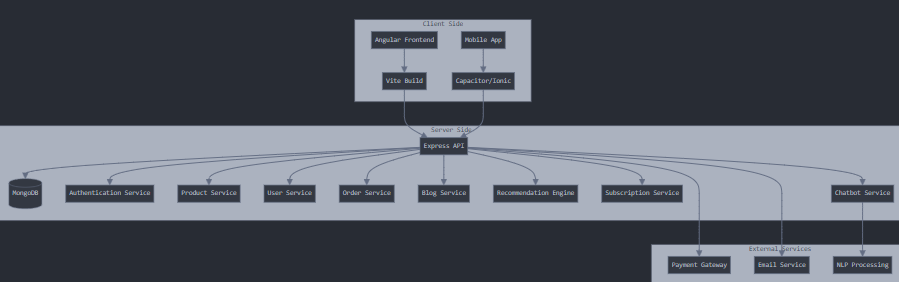 Client Side
Angular Frontend
Mobile App
Vite Build
Capacitor/Ionic
Server Side
Express API
MongoDB
Authentication Service
Product Service
User Service
Order Service
Blog Service
Recommendation Engine
Subscription Service
Chatbot Service
External Services
Payment Gateway
Email Service
NLP Processing